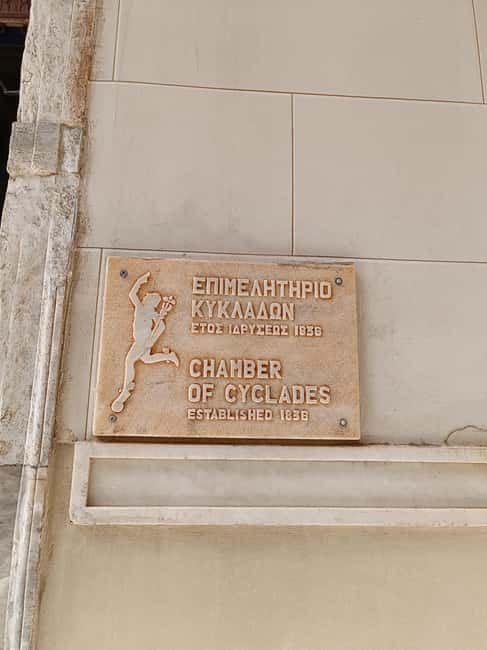 ΕΠΙΜΕΛΗΤΗΡΙΟ
ΚΥΚΛΑΔΩΝ
ΕΤΟΣ ΙΔΡΥΣΕΩΣ 1836
CHAMBER
OF CYCLADES
ESTABLISHED 1836